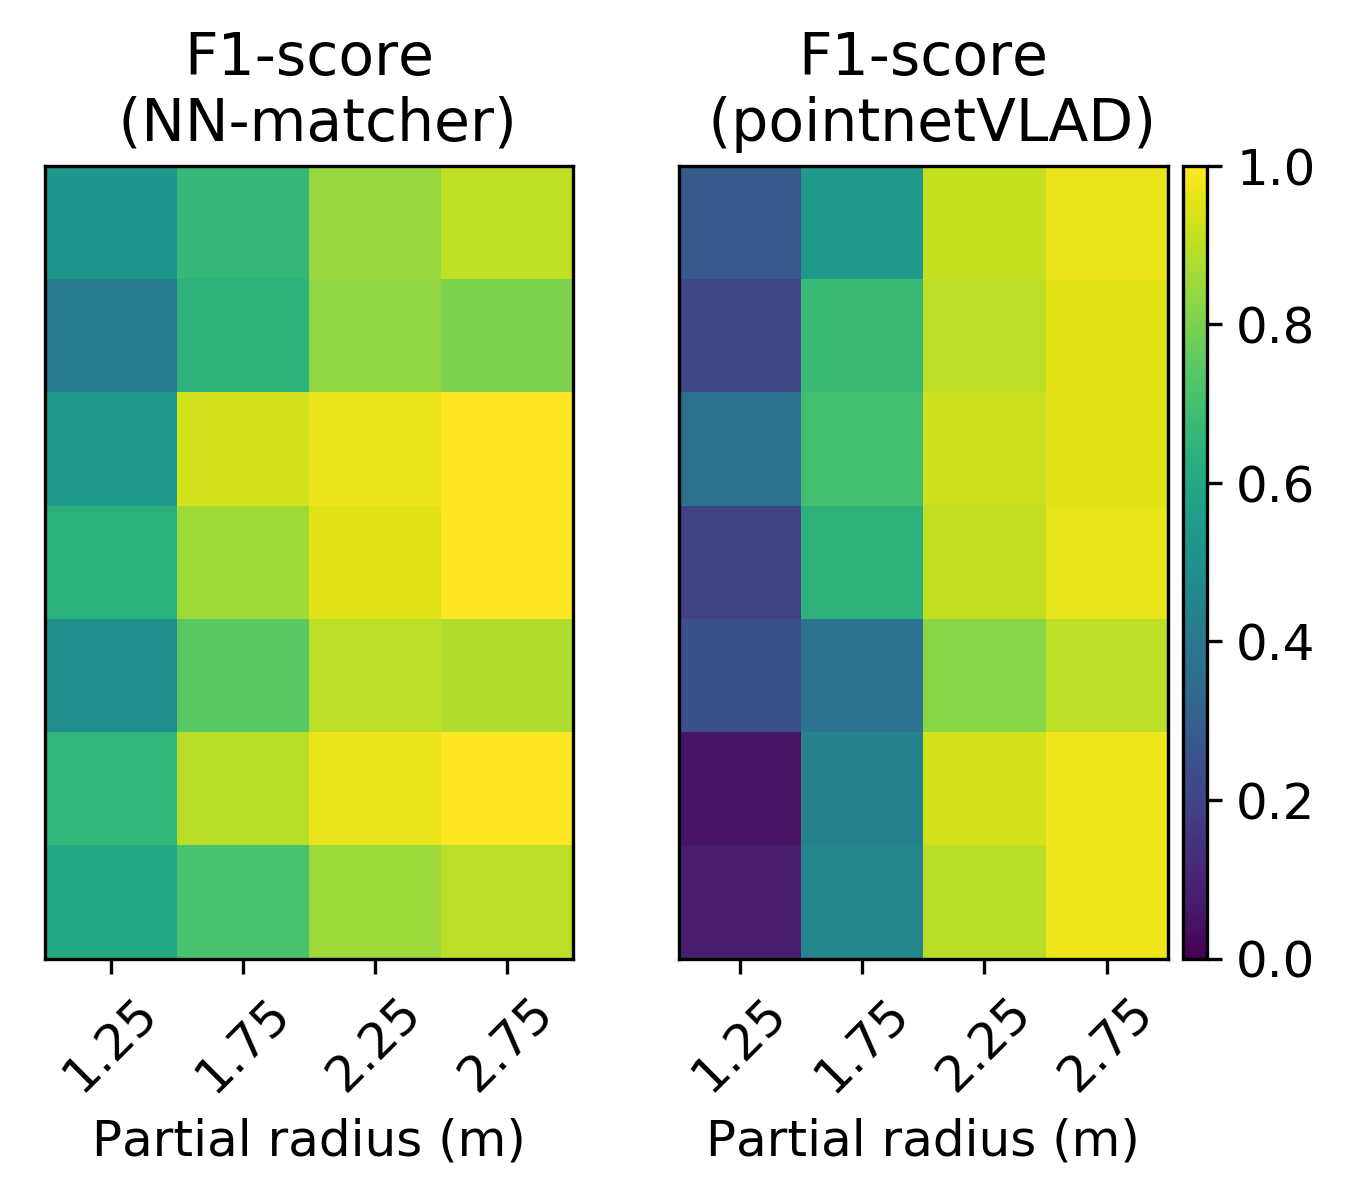 F1-score
(NN-matcher)
F1-score
(pointnetVLAD)
1.0
0.8
0.6
0.4
0.2
0.0
1.25
1.75
2.25
2.75
Partial radius (m)
1.25
1.75
2.25
2.75
Partial radius (m)